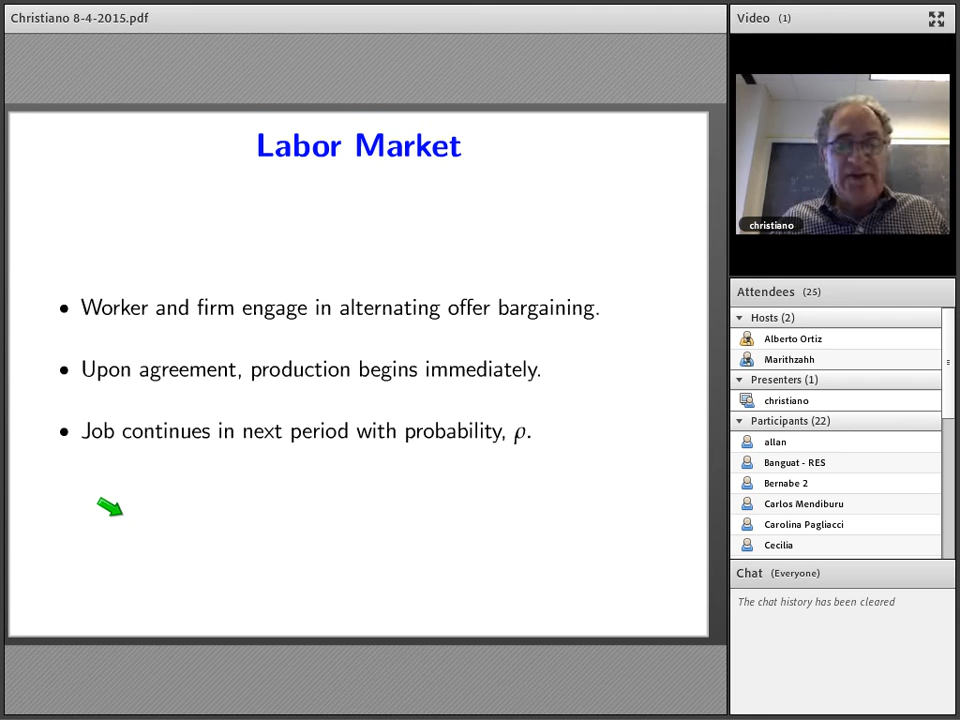 Christiano 8-4-2015.pdf
Labor Market
• Worker and firm engage in alternating offer bargaining.
• Upon agreement, production begins immediately.
• Job continues in next period with probability, ρ.
Video (1)
christiano
Attendees (25)
Hosts (2)
Alberto Ortiz
Marithzahh
Presenters (1)
christiano
Participants (22)
allan
Banguat - RES
Bernabe 2
Carlos Mendiburu
Carolina Pagliacci
Cecilia
Chat (Everyone)
The chat history has been cleared